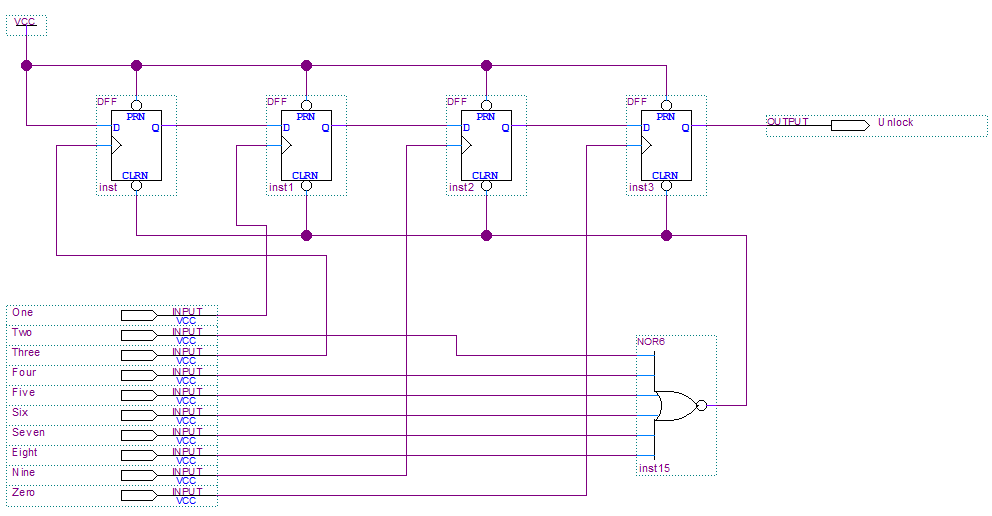 VCC
DFF DFF DFF DFF
PRN PRN PRN PRN
D Q D Q D Q D Q
OUTPUT Unlock
CLRN CLRN CLRN CLRN
inst inst1 inst2 inst3
One INPUT
VCC
Two INPUT
VCC
Three INPUT
VCC
Four INPUT
VCC
Five INPUT
VCC
Six INPUT
VCC
Seven INPUT
VCC
Eight INPUT
VCC
Nine INPUT
VCC
Zero INPUT
VCC
NOR6
inst15